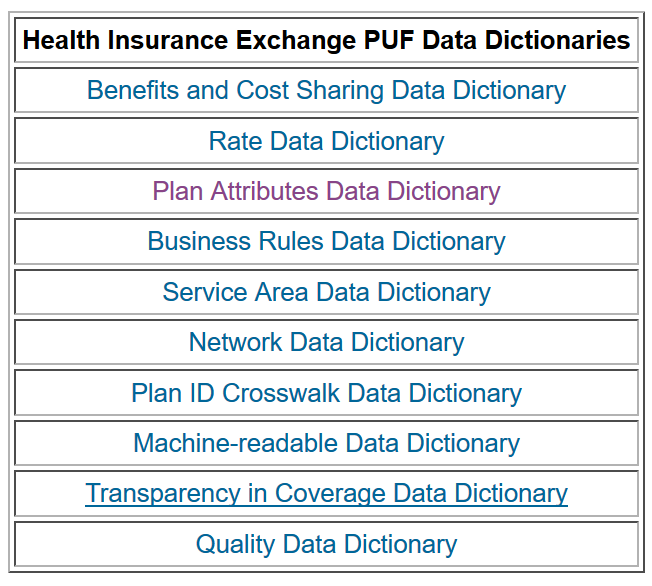 Health Insurance Exchange PUF Data Dictionaries
Benefits and Cost Sharing Data Dictionary
Rate Data Dictionary
Plan Attributes Data Dictionary
Business Rules Data Dictionary
Service Area Data Dictionary
Network Data Dictionary
Plan ID Crosswalk Data Dictionary
Machine-readable Data Dictionary
Transparency in Coverage Data Dictionary
Quality Data Dictionary